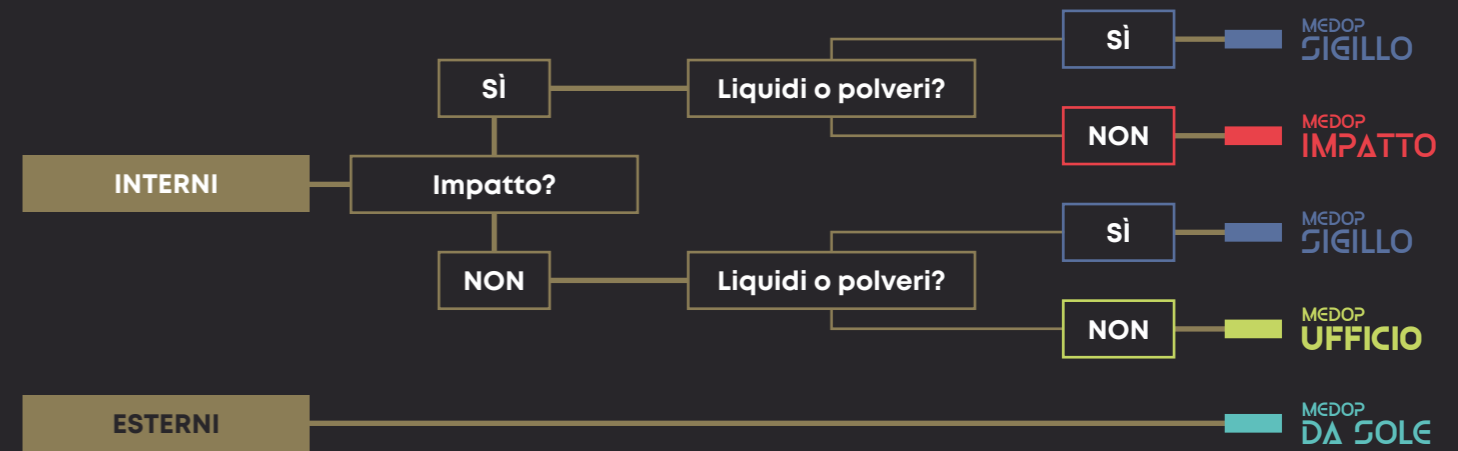 SÌ
MEDOP
SIGILLO
SÌ
Liquidi o polveri?
NON
MEDOP
IMPATTO
INTERNI
Impatto?
SÌ
MEDOP
SIGILLO
NON
Liquidi o polveri?
NON
MEDOP
UFFICIO
ESTERNI
MEDOP
DA SOLE